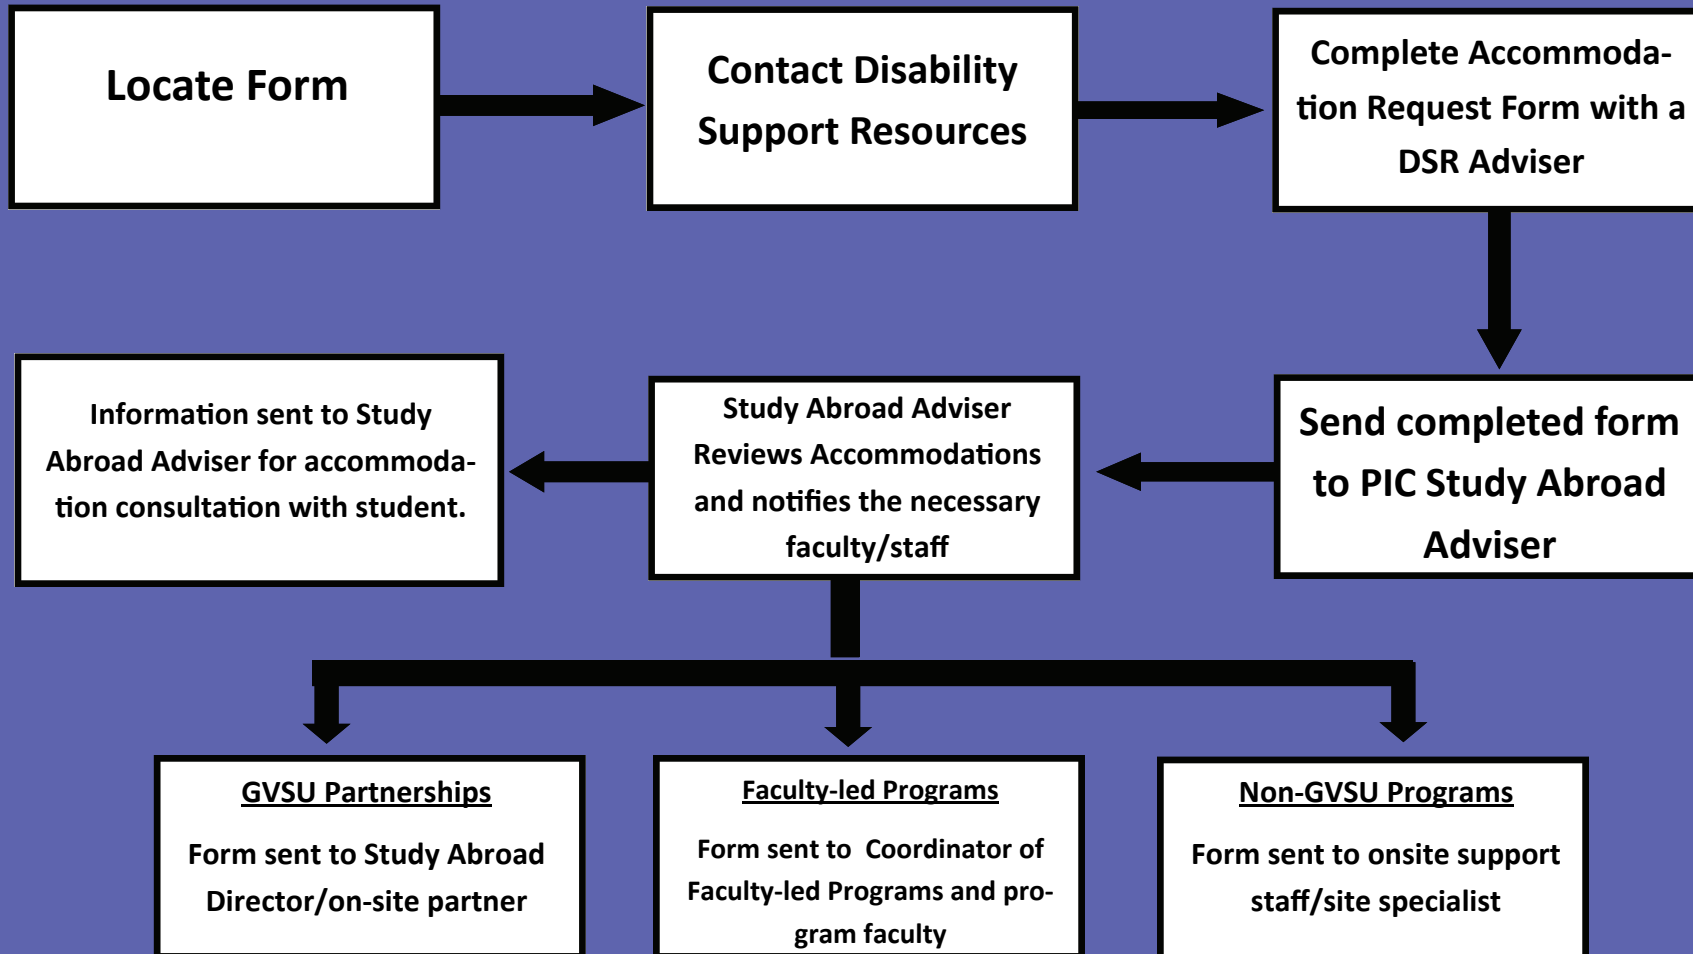 Locate Form
Contact Disability
Support Resources
Complete Accommoda-
tion Request Form with a
DSR Adviser
Send completed form
to PIC Study Abroad
Adviser
Study Abroad Adviser
Reviews Accommodations
and notifies the necessary
faculty/staff
Information sent to Study
Abroad Adviser for accommoda-
tion consultation with student.
GVSU Partnerships
Form sent to Study Abroad
Director/on-site partner
Faculty-led Programs
Form sent to Coordinator of
Faculty-led Programs and pro-
gram faculty
Non-GVSU Programs
Form sent to onsite support
staff/site specialist